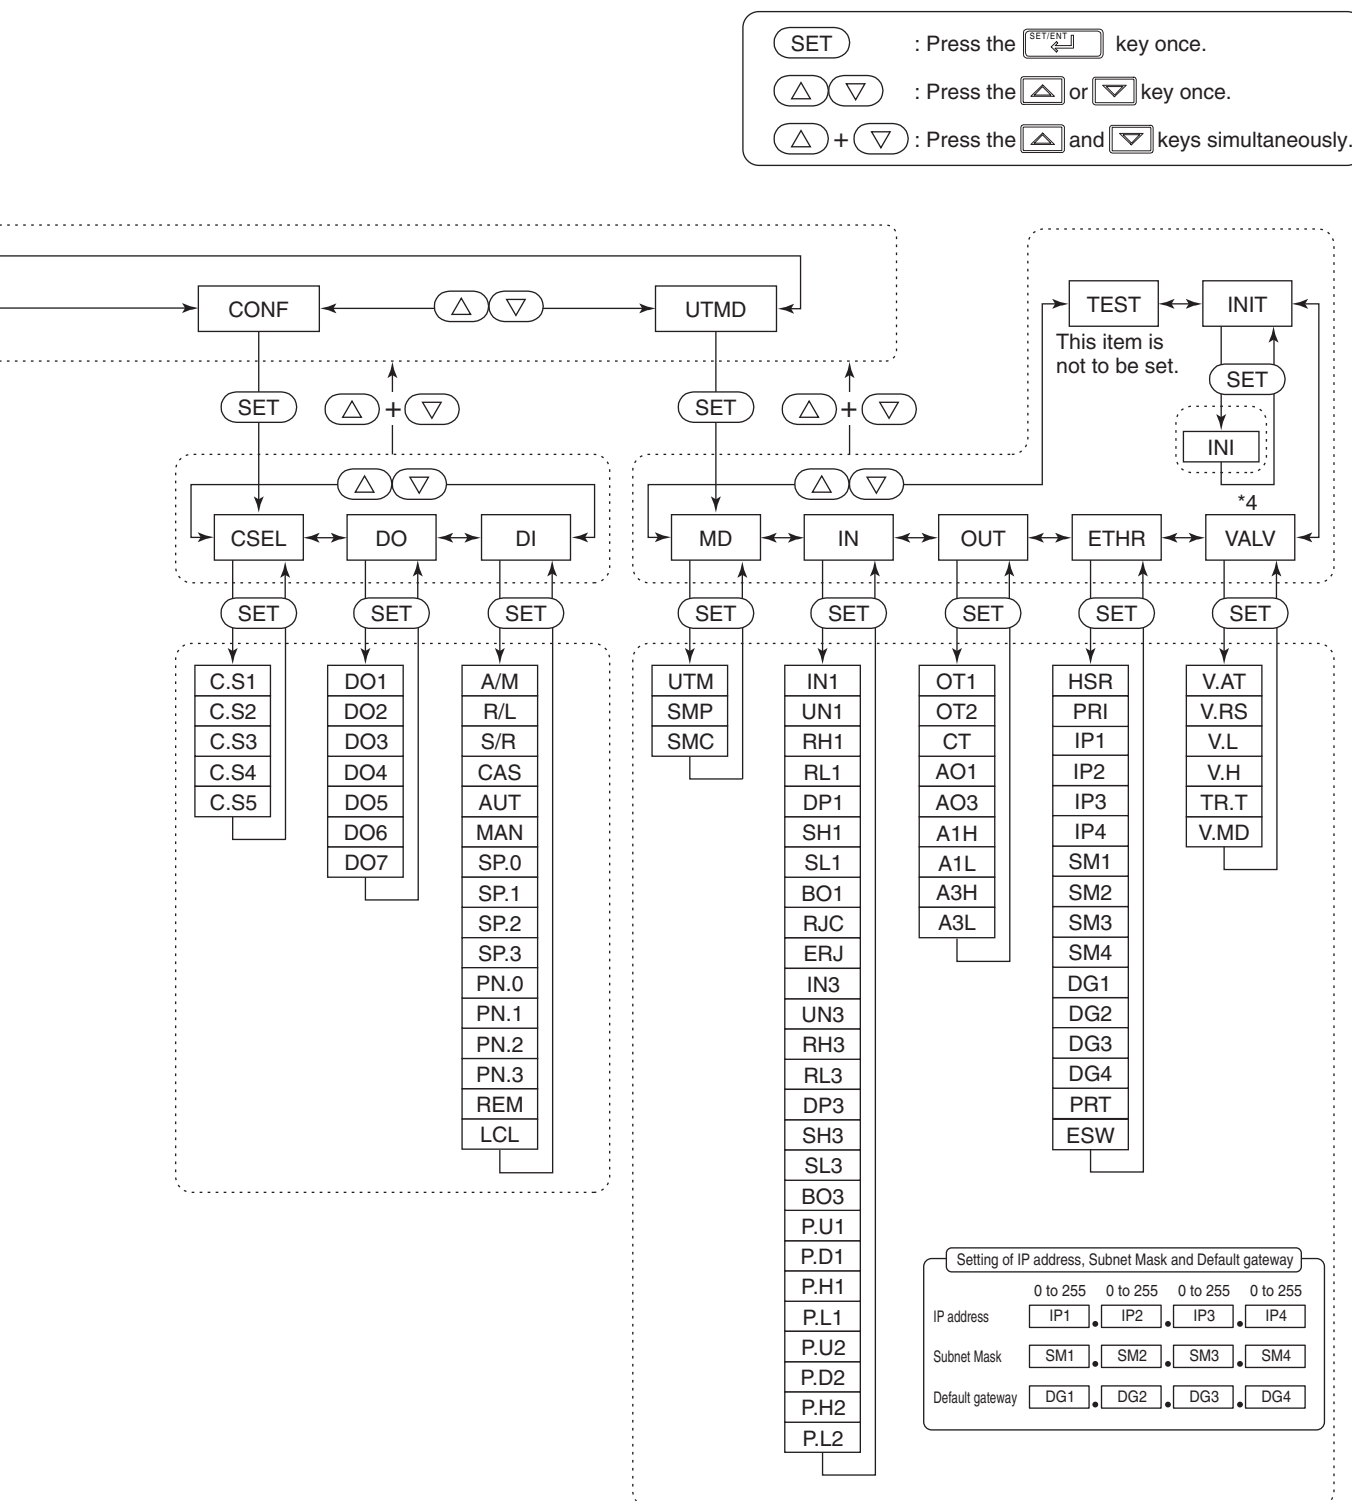 SET : Press the SET/ENT key once.
: Press the or key once.
+ : Press the and keys simultaneously.
CONF
UTMD
TEST
INIT
This item is
not to be set.
SET
INI
*4
SET
+
SET
+
CSEL
DO
DI
MD
IN
OUT
ETHR
VALV
SET
SET
SET
SET
SET
SET
SET
SET
C.S1
C.S2
C.S3
C.S4
C.S5
DO1
DO2
DO3
DO4
DO5
DO6
DO7
A/M
R/L
S/R
CAS
AUT
MAN
SP.0
SP.1
SP.2
SP.3
PN.0
PN.1
PN.2
PN.3
REM
LCL
UTM
SMP
SMC
IN1
UN1
RH1
RL1
DP1
SH1
SL1
BO1
RJC
ERJ
IN3
UN3
RH3
RL3
DP3
SH3
SL3
BO3
P.U1
P.D1
P.H1
P.L1
P.U2
P.D2
P.H2
P.L2
OT1
OT2
CT
AO1
AO3
A1H
A1L
A3H
A3L
HSR
PRI
IP1
IP2
IP3
IP4
SM1
SM2
SM3
SM4
DG1
DG2
DG3
DG4
PRT
ESW
V.AT
V.RS
V.L
V.H
TR.T
V.MD
Setting of IP address, Subnet Mask and Default gateway
0 to 255 0 to 255 0 to 255 0 to 255
IP address IP1 . IP2 . IP3 . IP4
Subnet Mask SM1 . SM2 . SM3 . SM4
Default gateway DG1 . DG2 . DG3 . DG4